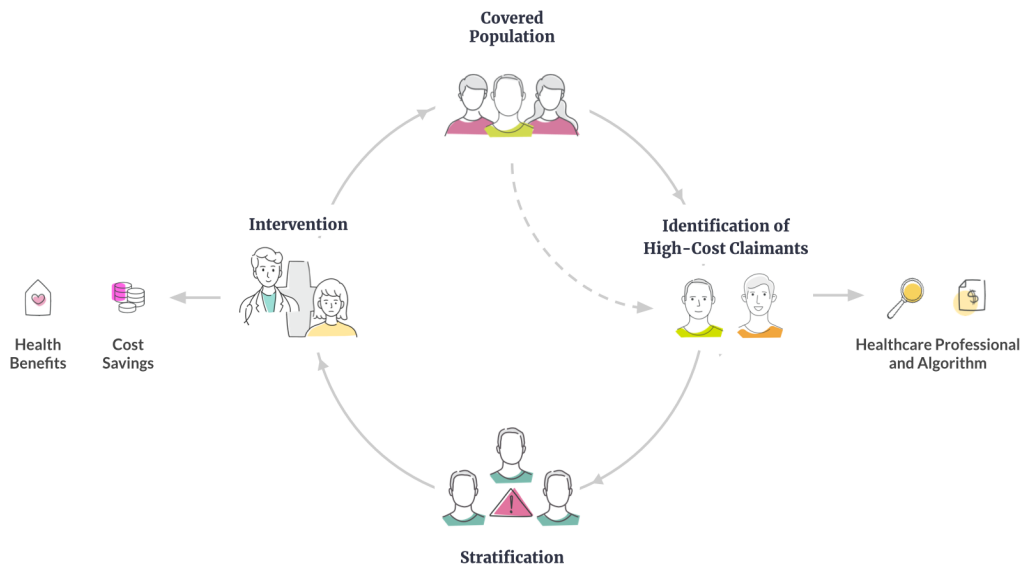 Covered
Population
Intervention
Identification of
High-Cost Claimants
$
Health
Benefits
Cost
Savings
Healthcare Professional
and Algorithm
!
Stratification